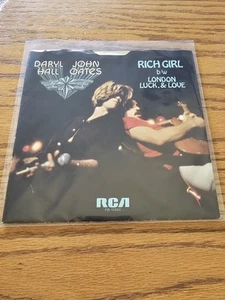 DARYL JOHN
HALL OATES
RICH GIRL
b/w
LONDON
LUCK, & LOVE
RCA